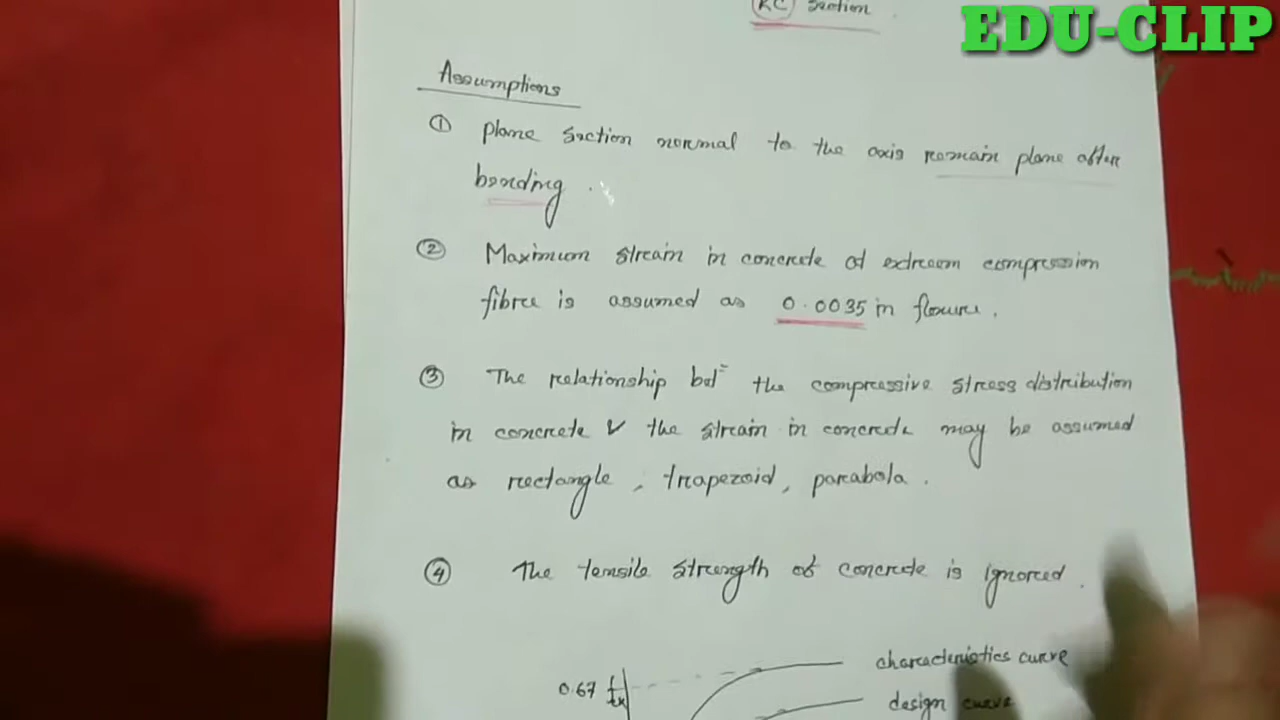 RC Section
EDU-CLIP
Assumptions
① Plane section normal to the axis remain plane after
bending.
② Maximum strain in concrete at extream compression
fibre is assumed as 0.0035 in flexure.
③ The relationship betⁿ the compressive stress distribution
in concrete & the strain in concrete may be assumed
as rectangle, trapezoid, parabola.
④ The tensile strength of concrete is ignored.
characteristics curve
0.67 fck
design curve